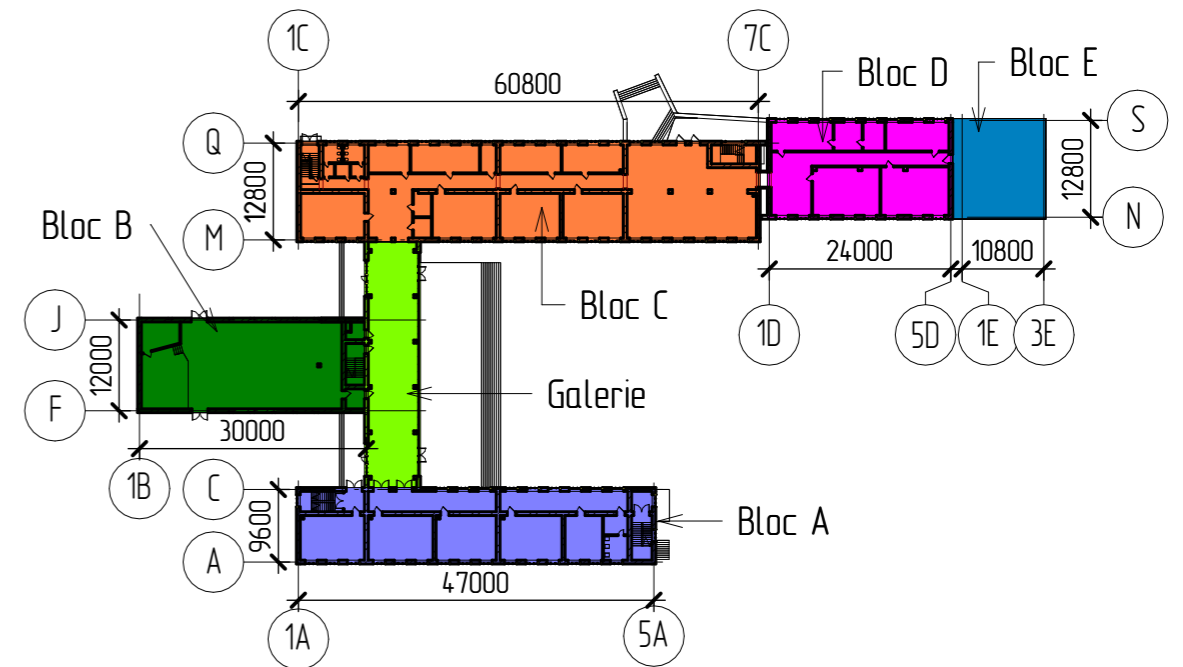 1C
7C
60800
Bloc D
Bloc E
Q
12800
M
S
12800
N
Bloc B
24000
10800
Bloc C
1D
5D
1E
3E
J
12000
F
Galerie
30000
1B
C
9600
A
Bloc A
47000
1A
5A